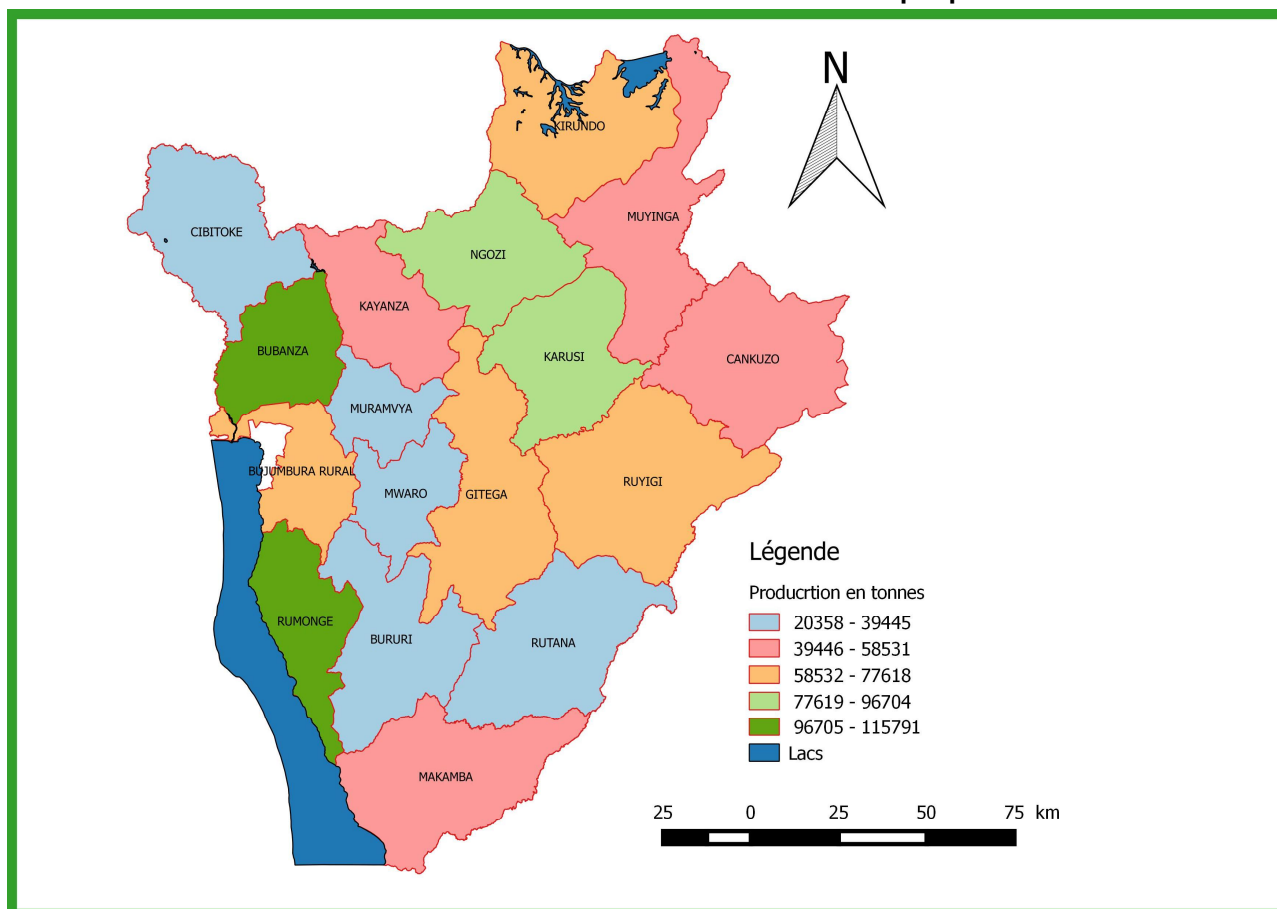 N
KIRUNDO
MUYINGA
CIBITOKE
NGOZI
KAYANZA
BUBANZA
KARUSI
CANKUZO
MURAMVYA
BUJUMBURA RURAL
MWARO
GITEGA
RUYIGI
RUMONGE
BURURI
RUTANA
MAKAMBA
Légende
Producrtion en tonnes
20358 - 39445
39446 - 58531
58532 - 77618
77619 - 96704
96705 - 115791
Lacs
25 0 25 50 75 km